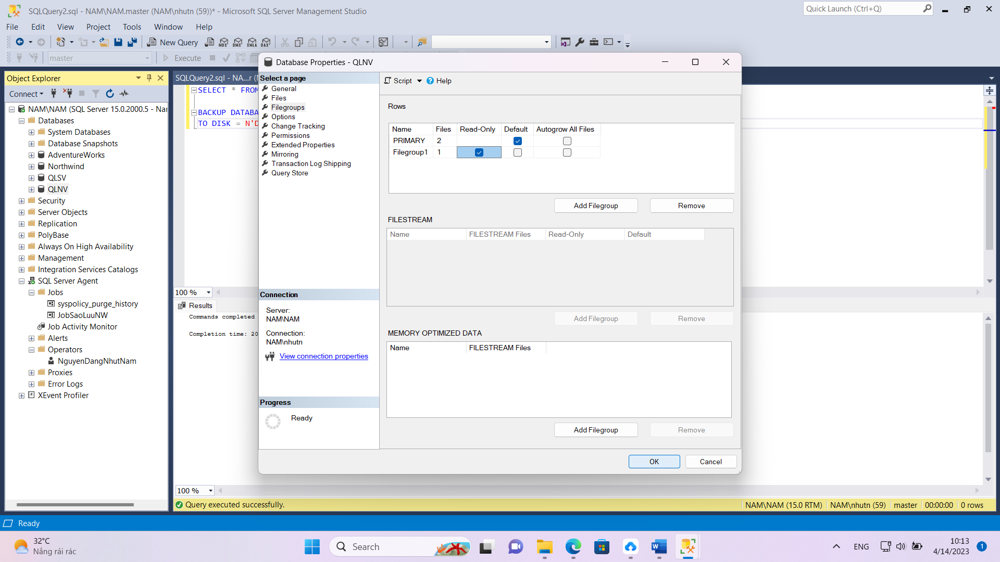 SQLQuery2.sql - NAM\NAM.master (NAM\nhutn (59))* - Microsoft SQL Server Management Studio
Quick Launch (Ctrl+Q)
File Edit View Project Tools Window Help
New Query
MDX DMX XMLA DAX
master
Execute
Object Explorer
Connect
NAM\NAM (SQL Server 15.0.2000.5 - Nar
Databases
System Databases
Database Snapshots
AdventureWorks
Northwind
QLSV
QLNV
Security
Server Objects
Replication
PolyBase
Always On High Availability
Management
Integration Services Catalogs
SQL Server Agent
Jobs
syspolicy_purge_history
JobSaoLuuNW
Job Activity Monitor
Alerts
Operators
NguyenDangNhutNam
Proxies
Error Logs
XEvent Profiler
SQLQuery2.sql - NA...r (
SELECT * FROM
BACKUP DATABA
TO DISK = N'D
100 %
Results
Commands completed
Completion time: 20
100 %
Query executed successfully.
NAM\NAM (15.0 RTM) NAM\nhutn (59) master 00:00:00 0 rows
Database Properties - QLNV
Select a page
General
Files
Filegroups
Options
Change Tracking
Permissions
Extended Properties
Mirroring
Transaction Log Shipping
Query Store
Connection
Server:
NAM\NAM
Connection:
NAM\nhutn
View connection properties
Progress
Ready
Script Help
Rows
Name Files Read-Only Default Autogrow All Files
PRIMARY 2
Filegroup1 1
Add Filegroup Remove
FILESTREAM
Name FILESTREAM Files Read-Only Default
Add Filegroup Remove
MEMORY OPTIMIZED DATA
Name FILESTREAM Files
Add Filegroup Remove
OK Cancel
Ready
32°C
Nắng rải rác
Search
ENG
10:13
4/14/2023
1